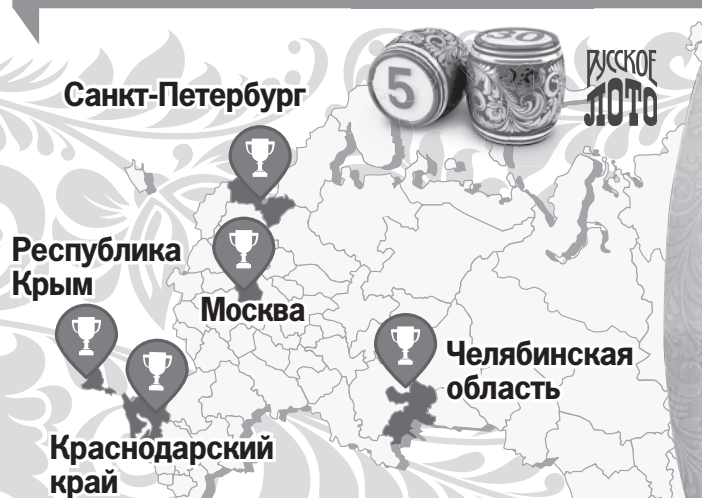 5
30
РУССКОЕ
ЛОТО
Санкт-Петербург
Республика
Крым
Москва
Челябинская
область
Краснодарский
край